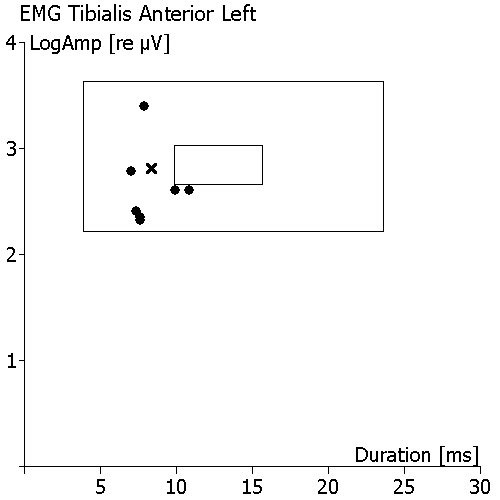 EMG Tibialis Anterior Left
4 LogAmp [re µV]
3
2
1
Duration [ms]
5 10 15 20 25 30